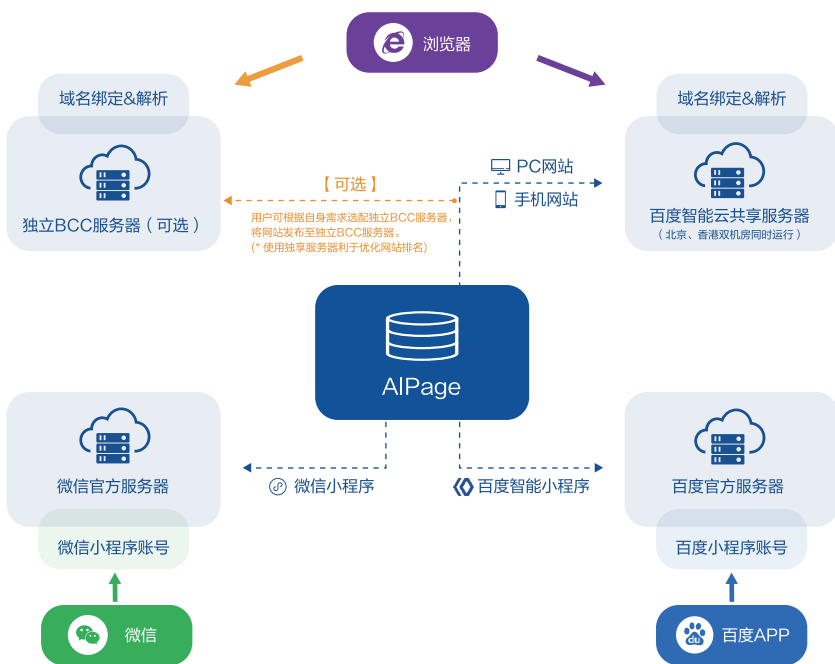 浏览器
域名绑定&解析
域名绑定&解析
独立BCC服务器（可选）
【可选】
用户可根据自身需求选配独立BCC服务器，
将网站发布至独立BCC服务器。
(* 使用独享服务器利于优化网站排名)
PC网站
手机网站
百度智能云共享服务器
（北京、香港双机房同时运行）
AIPage
微信官方服务器
微信小程序
百度智能小程序
百度官方服务器
微信小程序账号
百度小程序账号
微信
du
百度APP